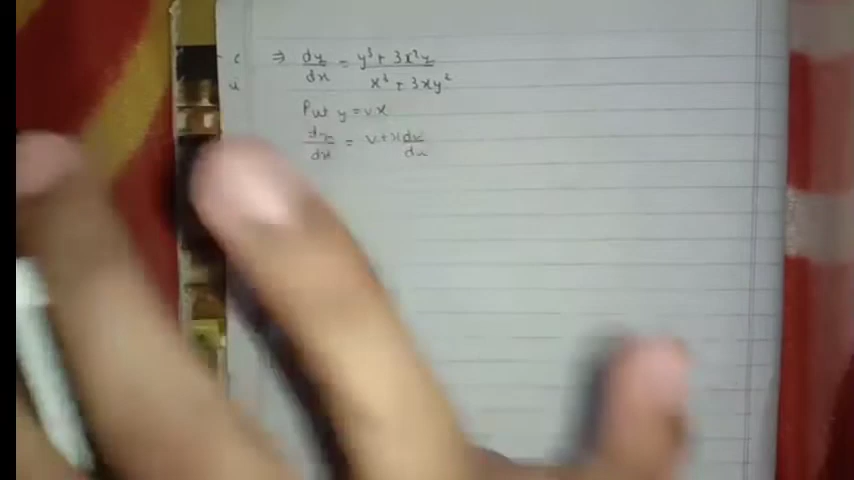 ⇒ dy/dx = y³ + 3x²y / x³ + 3xy²
Put y = vx
dy/dx = v + x dv/dx